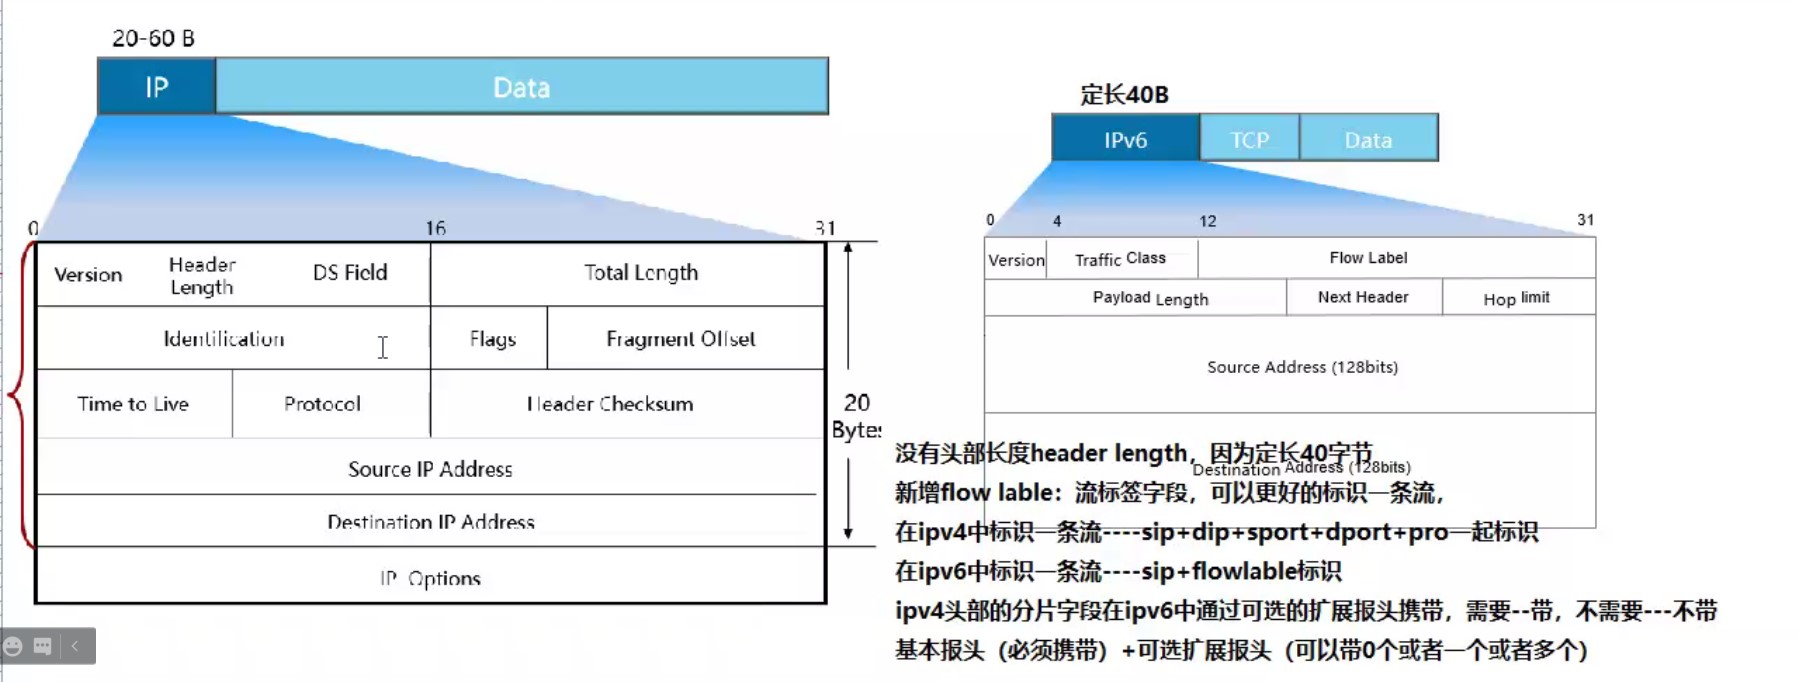 20-60 B
IP
Data
0
16
31
Version
Header
Length
DS Field
Total Length
Identification
Flags
Fragment Offset
Time to Live
Protocol
Header Checksum
Source IP Address
Destination IP Address
IP Options
20
Bytes
定长40B
IPv6
TCP
Data
0
4
12
31
Version
Traffic Class
Flow Label
Payload Length
Next Header
Hop limit
Source Address (128bits)
Destination Address (128bits)
没有头部长度header length，因为定长40字节
新增flow lable：流标签字段，可以更好的标识一条流，
在ipv4中标识一条流----sip+dip+sport+dport+pro一起标识
在ipv6中标识一条流----sip+flowlable标识
ipv4头部的分片字段在ipv6中通过可选的扩展报头携带，需要--带，不需要---不带
基本报头（必须携带）+可选扩展报头（可以带0个或者一个或者多个）